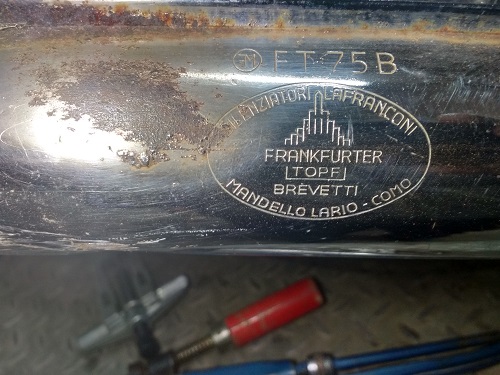 FT 75 B
SILENZIATORI LAFRANCONI
FRANKFURTER
TOPF
BREVETTI
MANDELLO LARIO - COMO